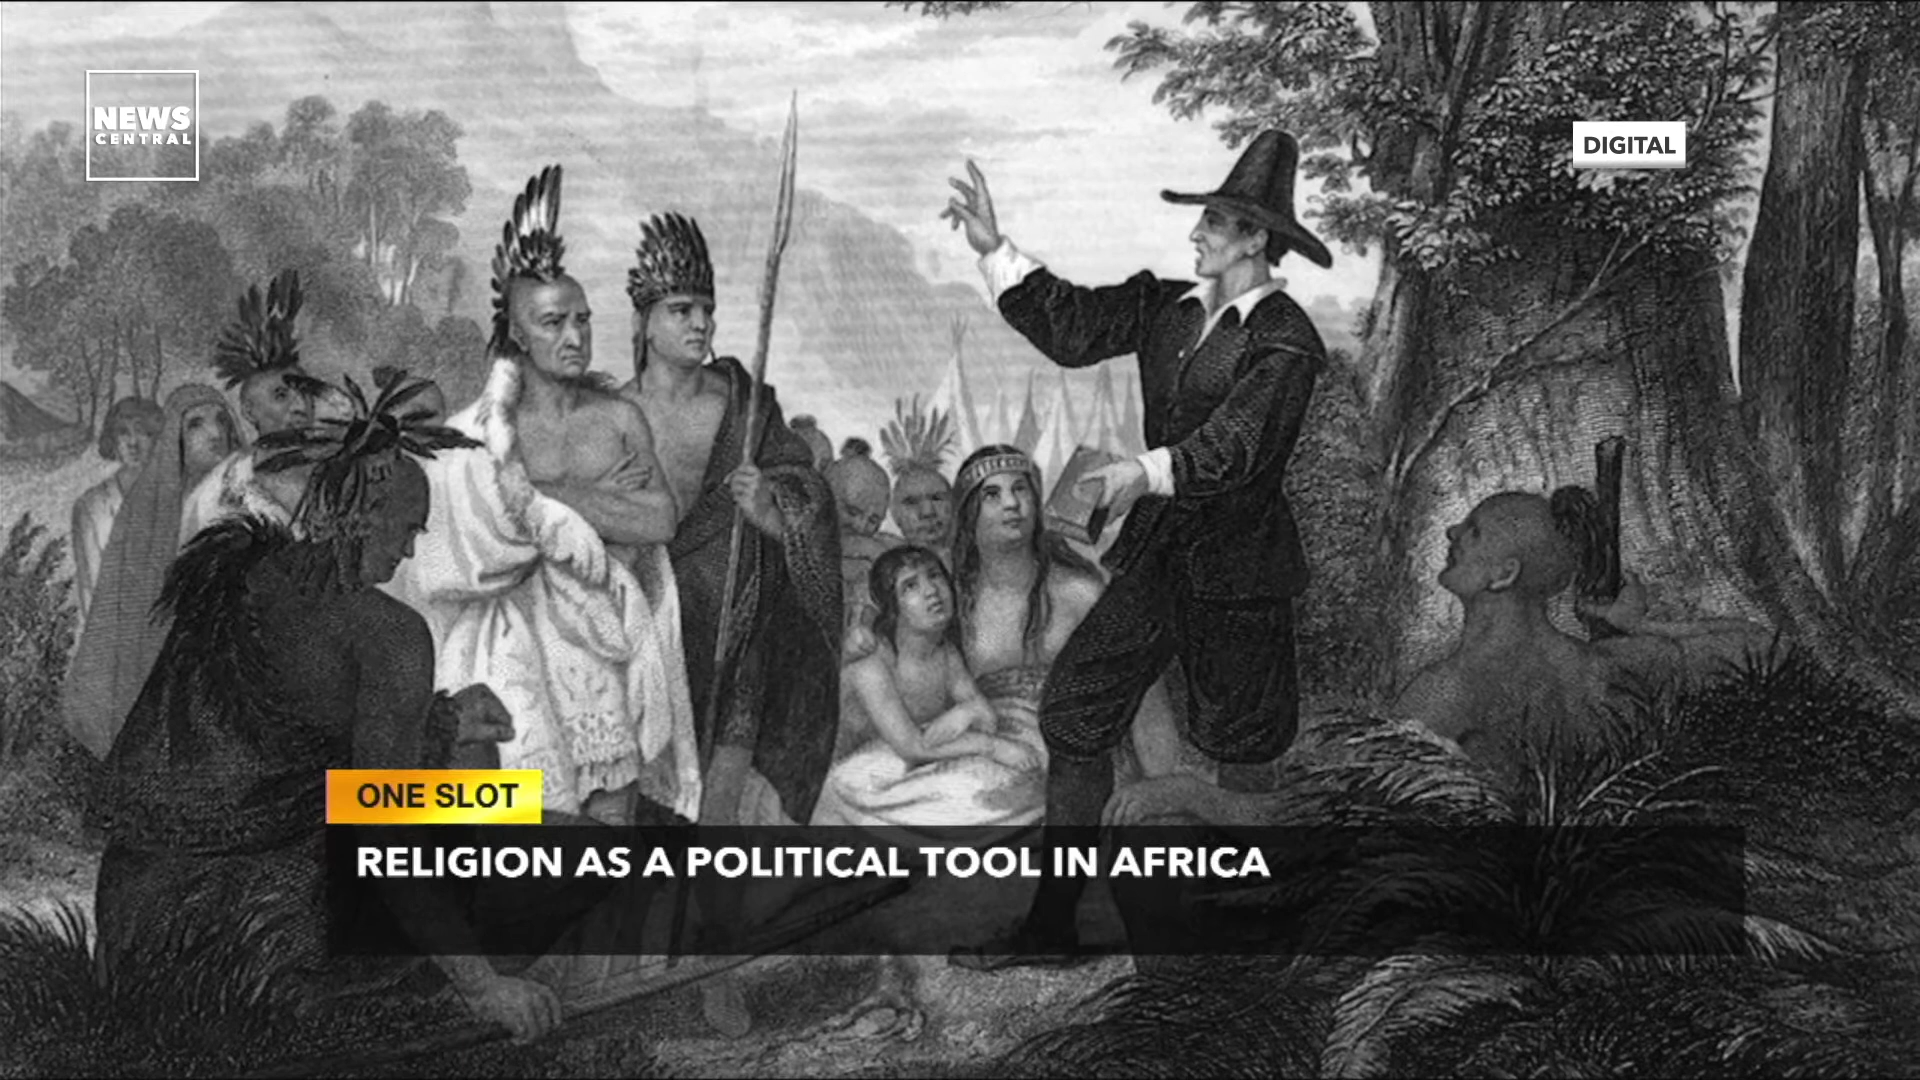 NEWS
CENTRAL
DIGITAL
ONE SLOT
RELIGION AS A POLITICAL TOOL IN AFRICA